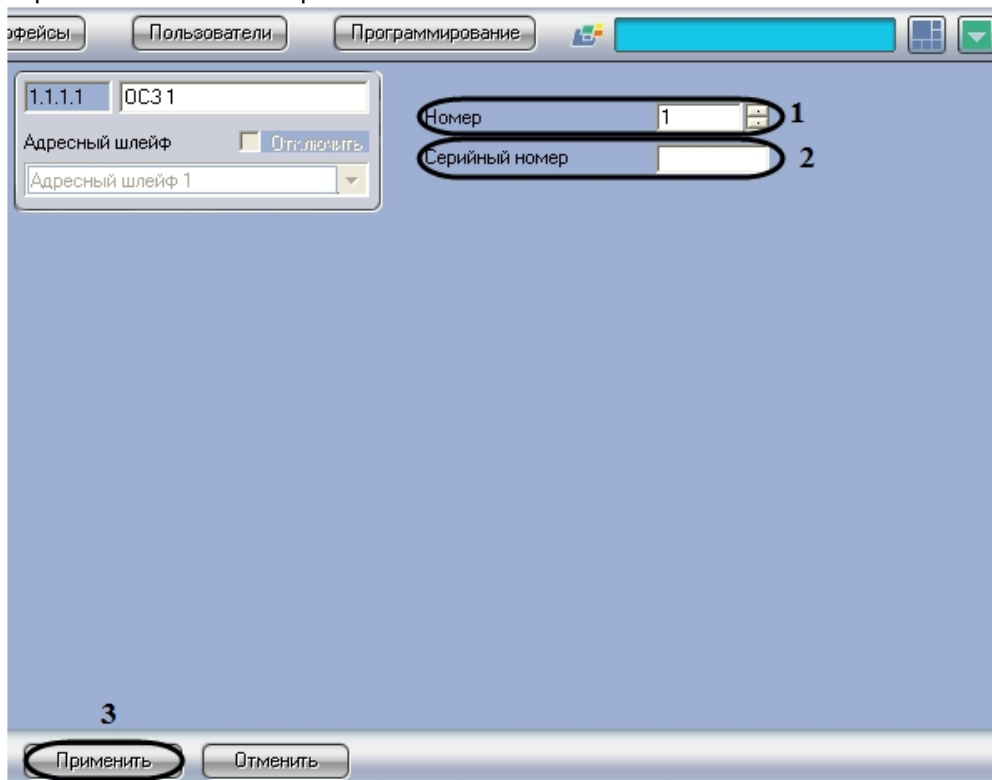 офейсы Пользователи Программирование
1.1.1.1 ОСЗ 1
Номер 1 1
Адресный шлейф Отключить
Серийный номер 2
Адресный шлейф 1
3
Применить Отменить